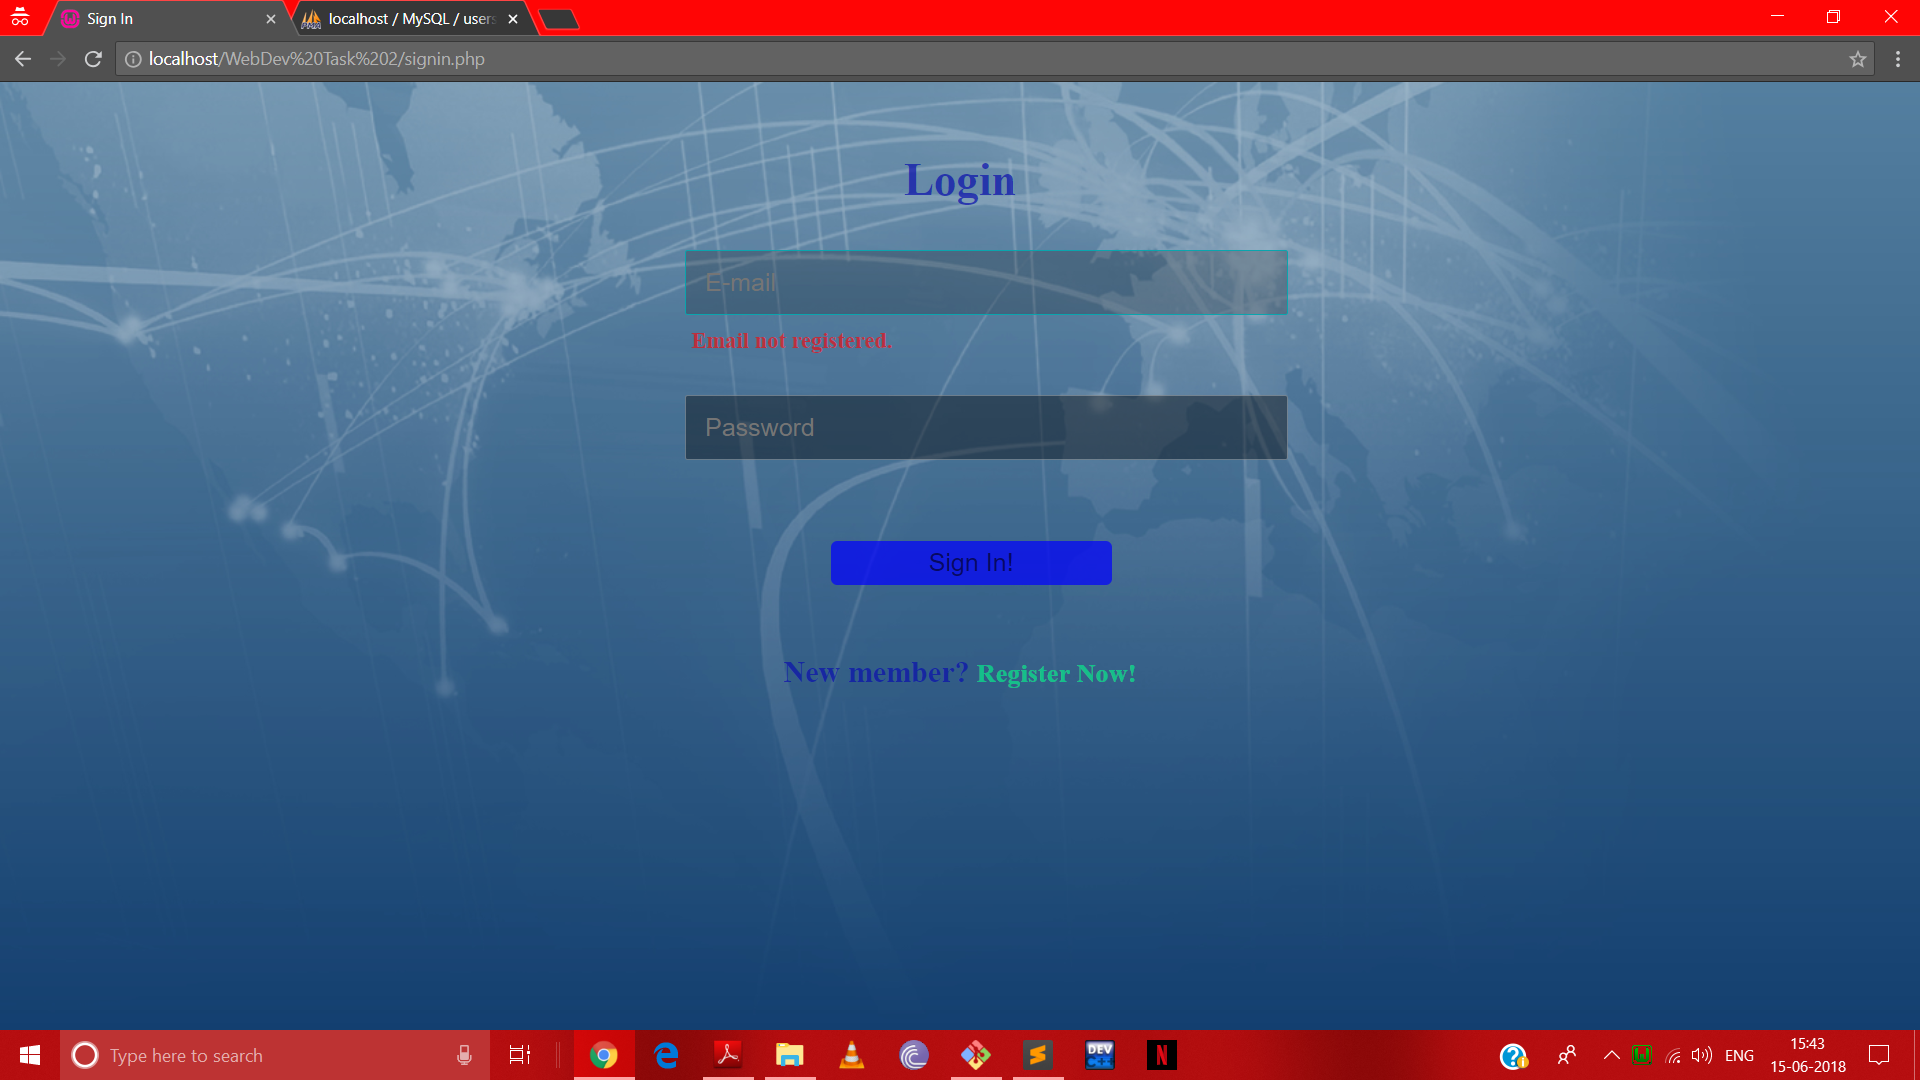 Sign In
localhost / MySQL / users
localhost/WebDev%20Task%202/signin.php
Login
E-mail
Email not registered.
Password
Sign In!
New member? Register Now!
Type here to search
DEV
C++
N
ENG
15:43
15-06-2018